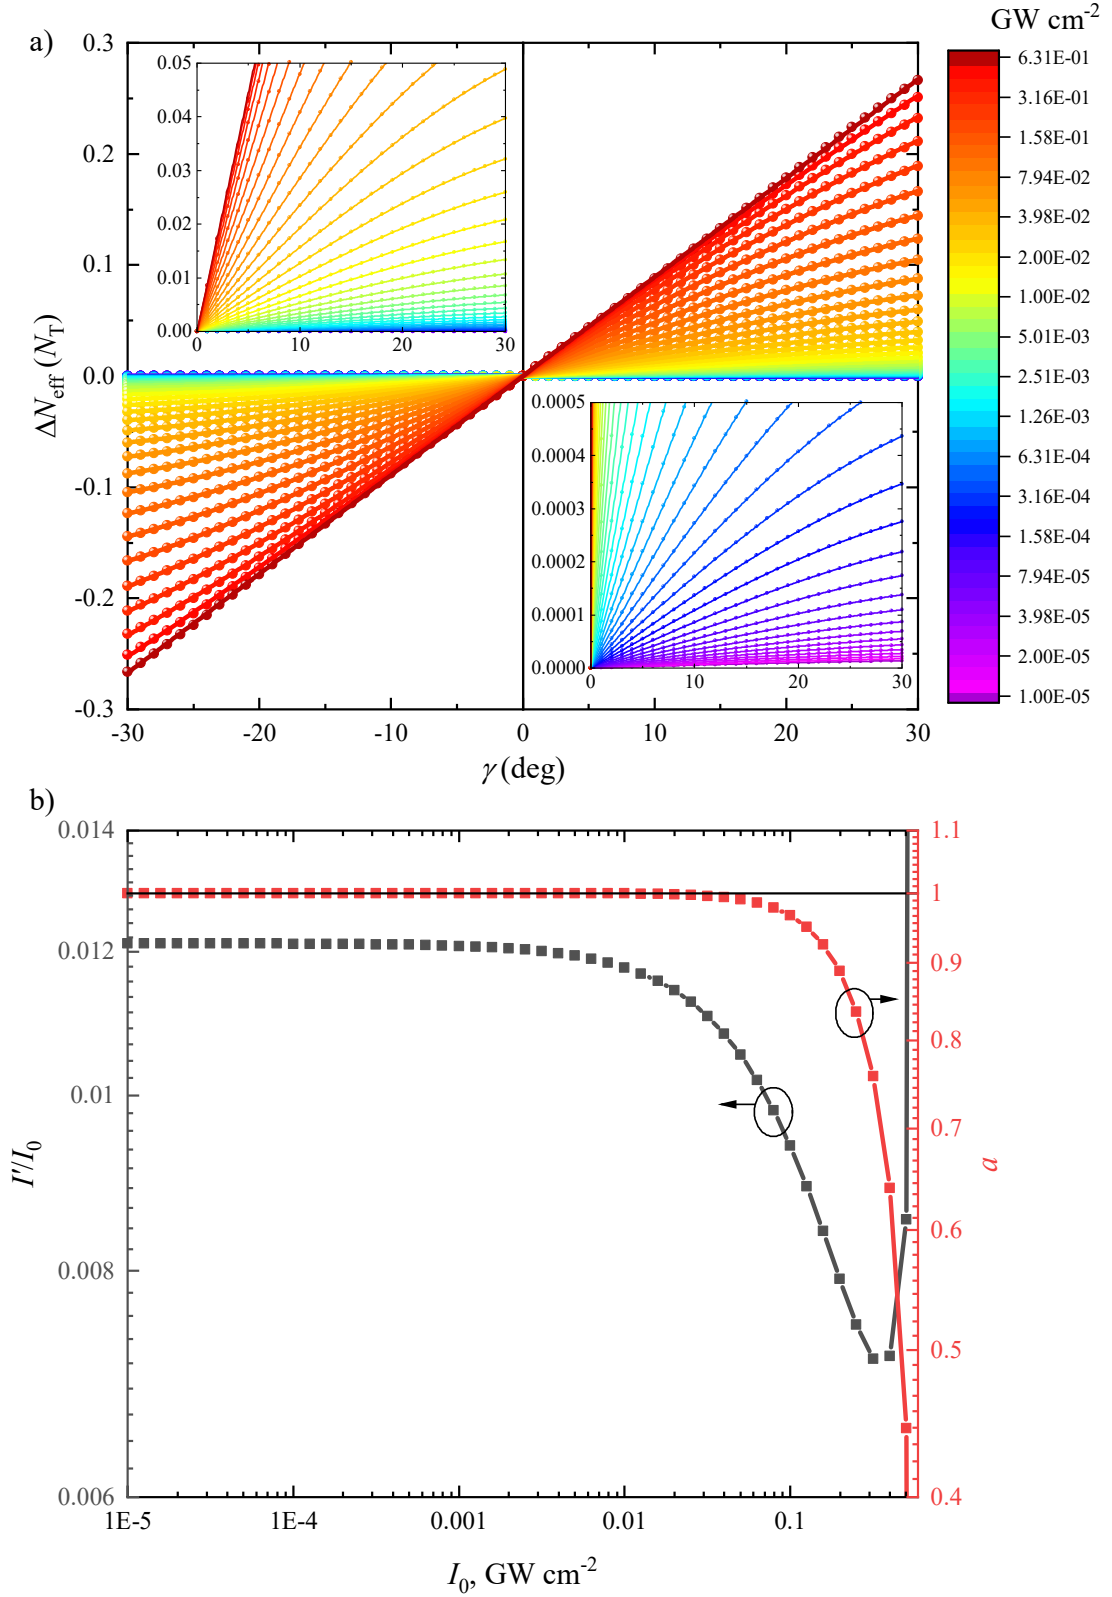 GW cm-2
a)
0.3
0.2
0.1
0.0
-0.1
-0.2
-0.3
ΔNeff (NT)
-30 -20 -10 0 10 20 30
γ (deg)
0.05
0.04
0.03
0.02
0.01
0.00
0 10 20 30
0.0005
0.0004
0.0003
0.0002
0.0001
0.0000
0 10 20 30
6.31E-01
3.16E-01
1.58E-01
7.94E-02
3.98E-02
2.00E-02
1.00E-02
5.01E-03
2.51E-03
1.26E-03
6.31E-04
3.16E-04
1.58E-04
7.94E-05
3.98E-05
2.00E-05
1.00E-05
b)
0.014
0.012
0.01
0.008
0.006
I'/I0
1.1
1
0.9
0.8
0.7
0.6
0.5
0.4
a
1E-5 1E-4 0.001 0.01 0.1
I0, GW cm-2